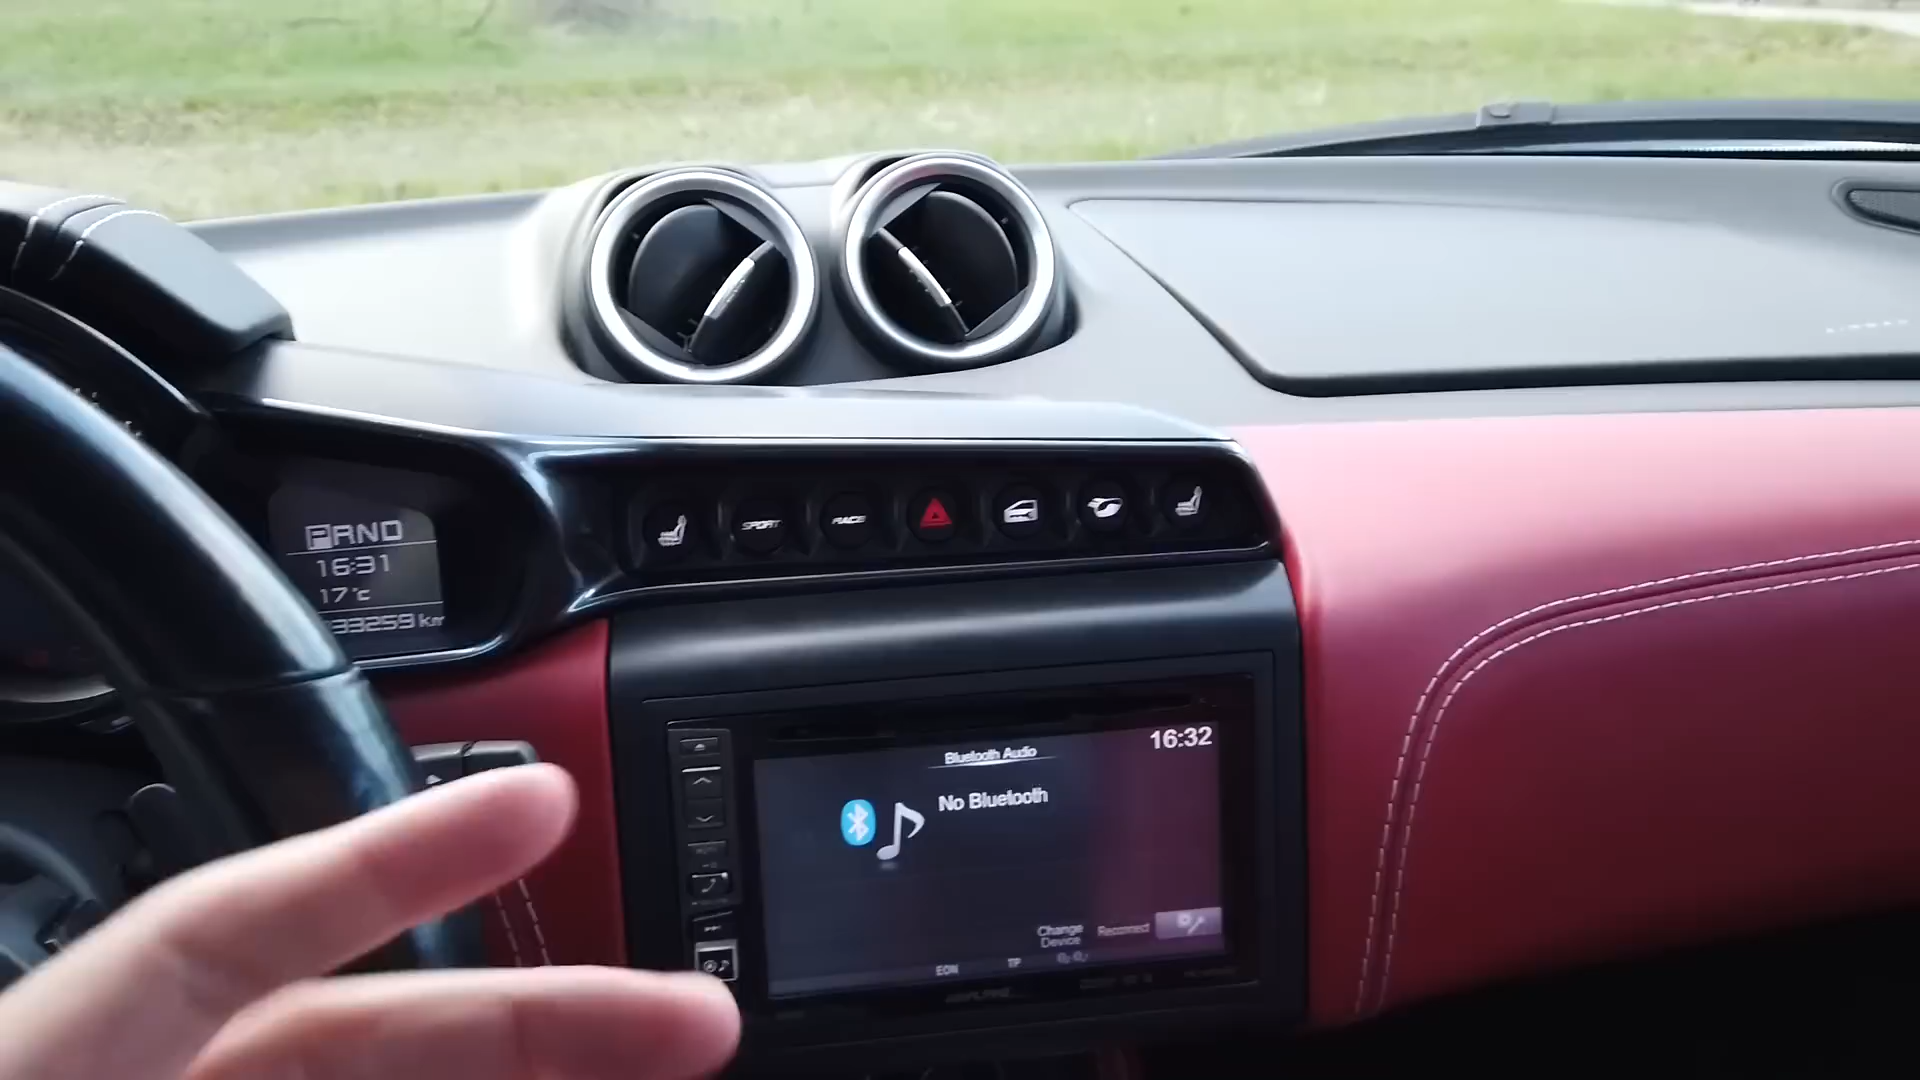 SPORT
RACE
PRND
16:31
17°C
33259 km
16:32
Bluetooth Audio
No Bluetooth
Change
Device
Reconnect
EON
TP